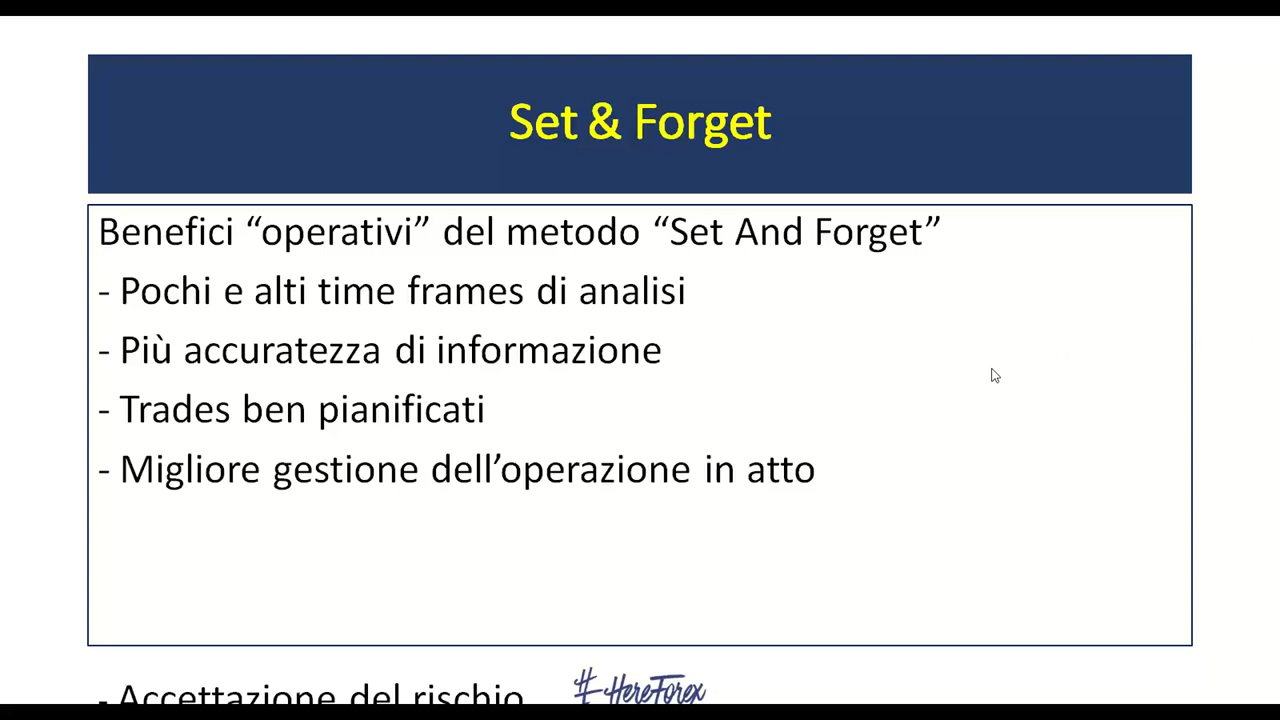 Set & Forget
Benefici “operativi” del metodo “Set And Forget”
- Pochi e alti time frames di analisi
- Più accuratezza di informazione
- Trades ben pianificati
- Migliore gestione dell’operazione in atto
- Accettazione del rischio
#HereForex